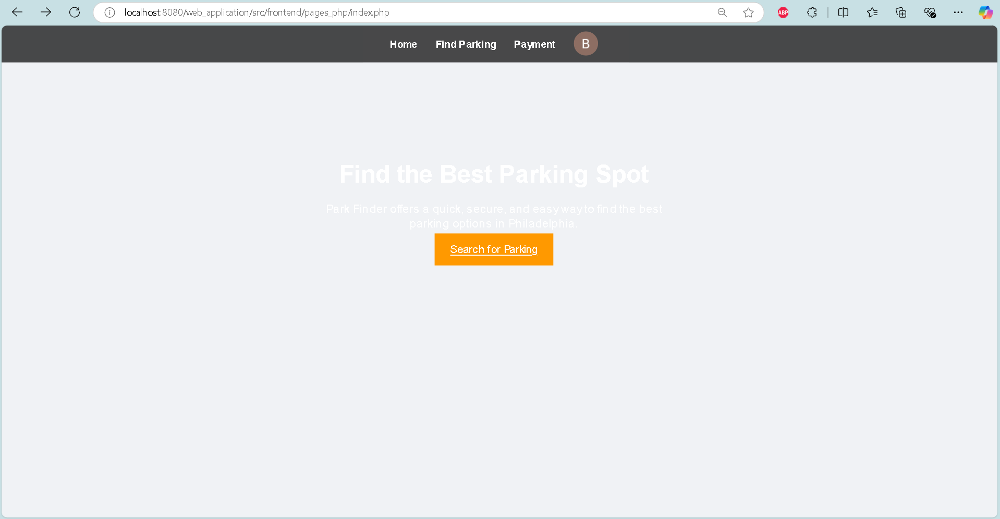 localhost:8080/web_application/src/frontend/pages_php/index.php
ABP
Home Find Parking Payment B
Find the Best Parking Spot
Park Finder offers a quick, secure, and easy way to find the best
parking options in Philadelphia.
Search for Parking